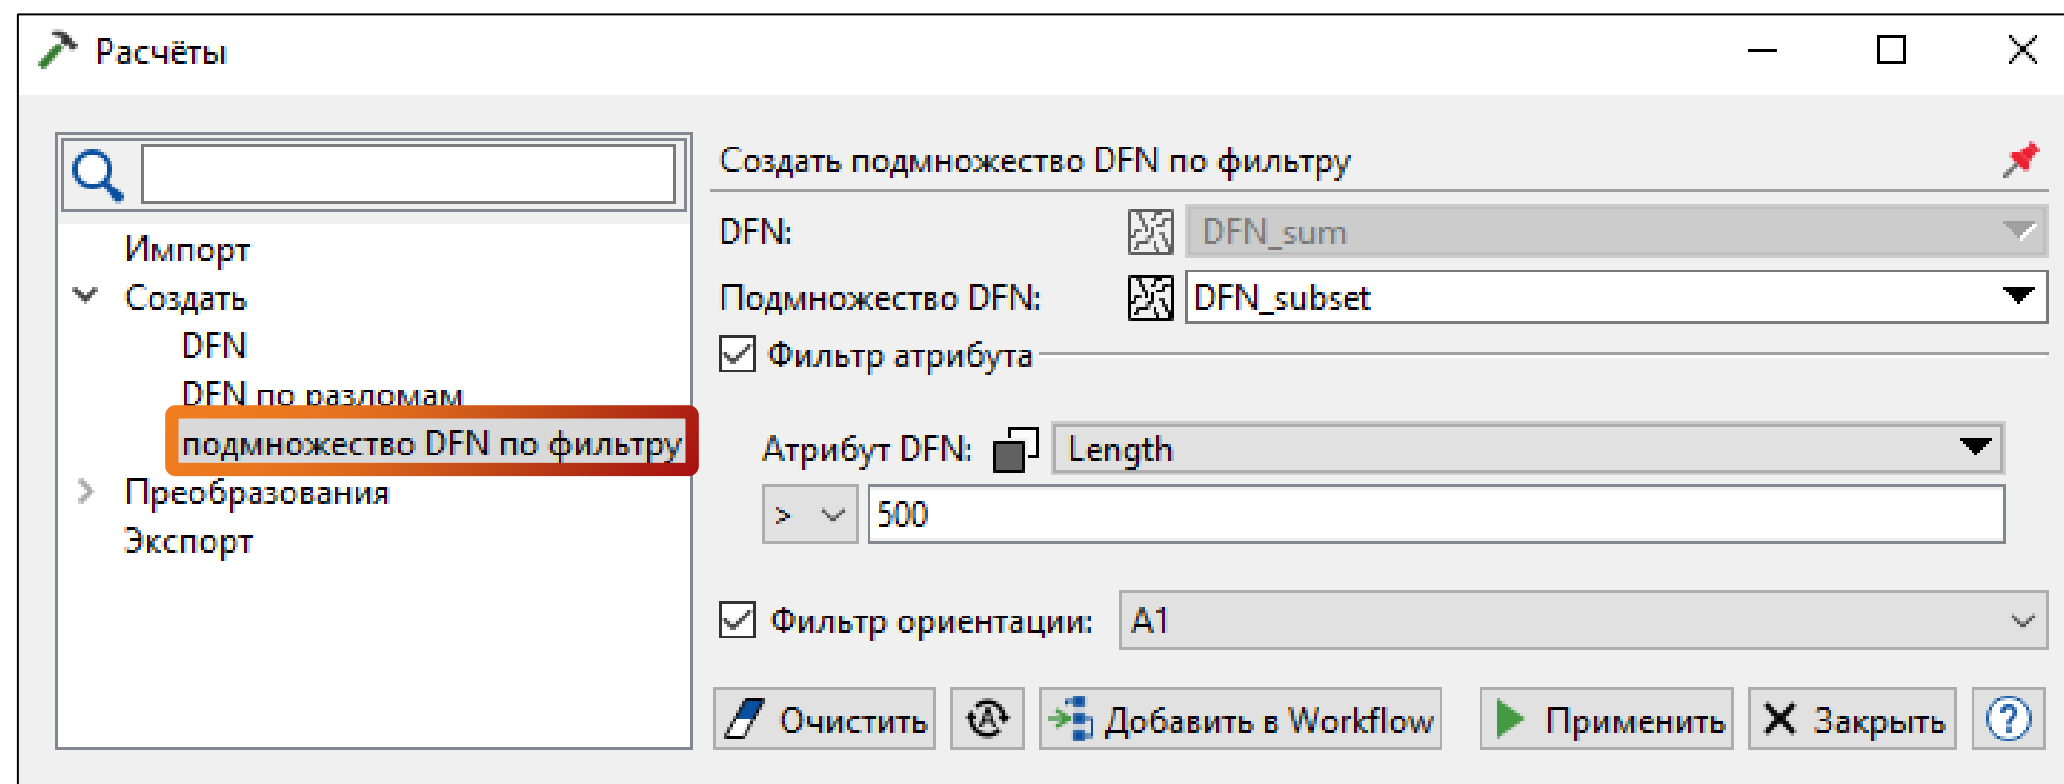 Расчёты
Импорт
Создать
DFN
DFN по разломам
подмножество DFN по фильтру
Преобразования
Экспорт
Создать подмножество DFN по фильтру
DFN: DFN_sum
Подмножество DFN: DFN_subset
Фильтр атрибута
Атрибут DFN: Length
> 500
Фильтр ориентации: A1
Очистить A Добавить в Workflow Применить Закрыть ?